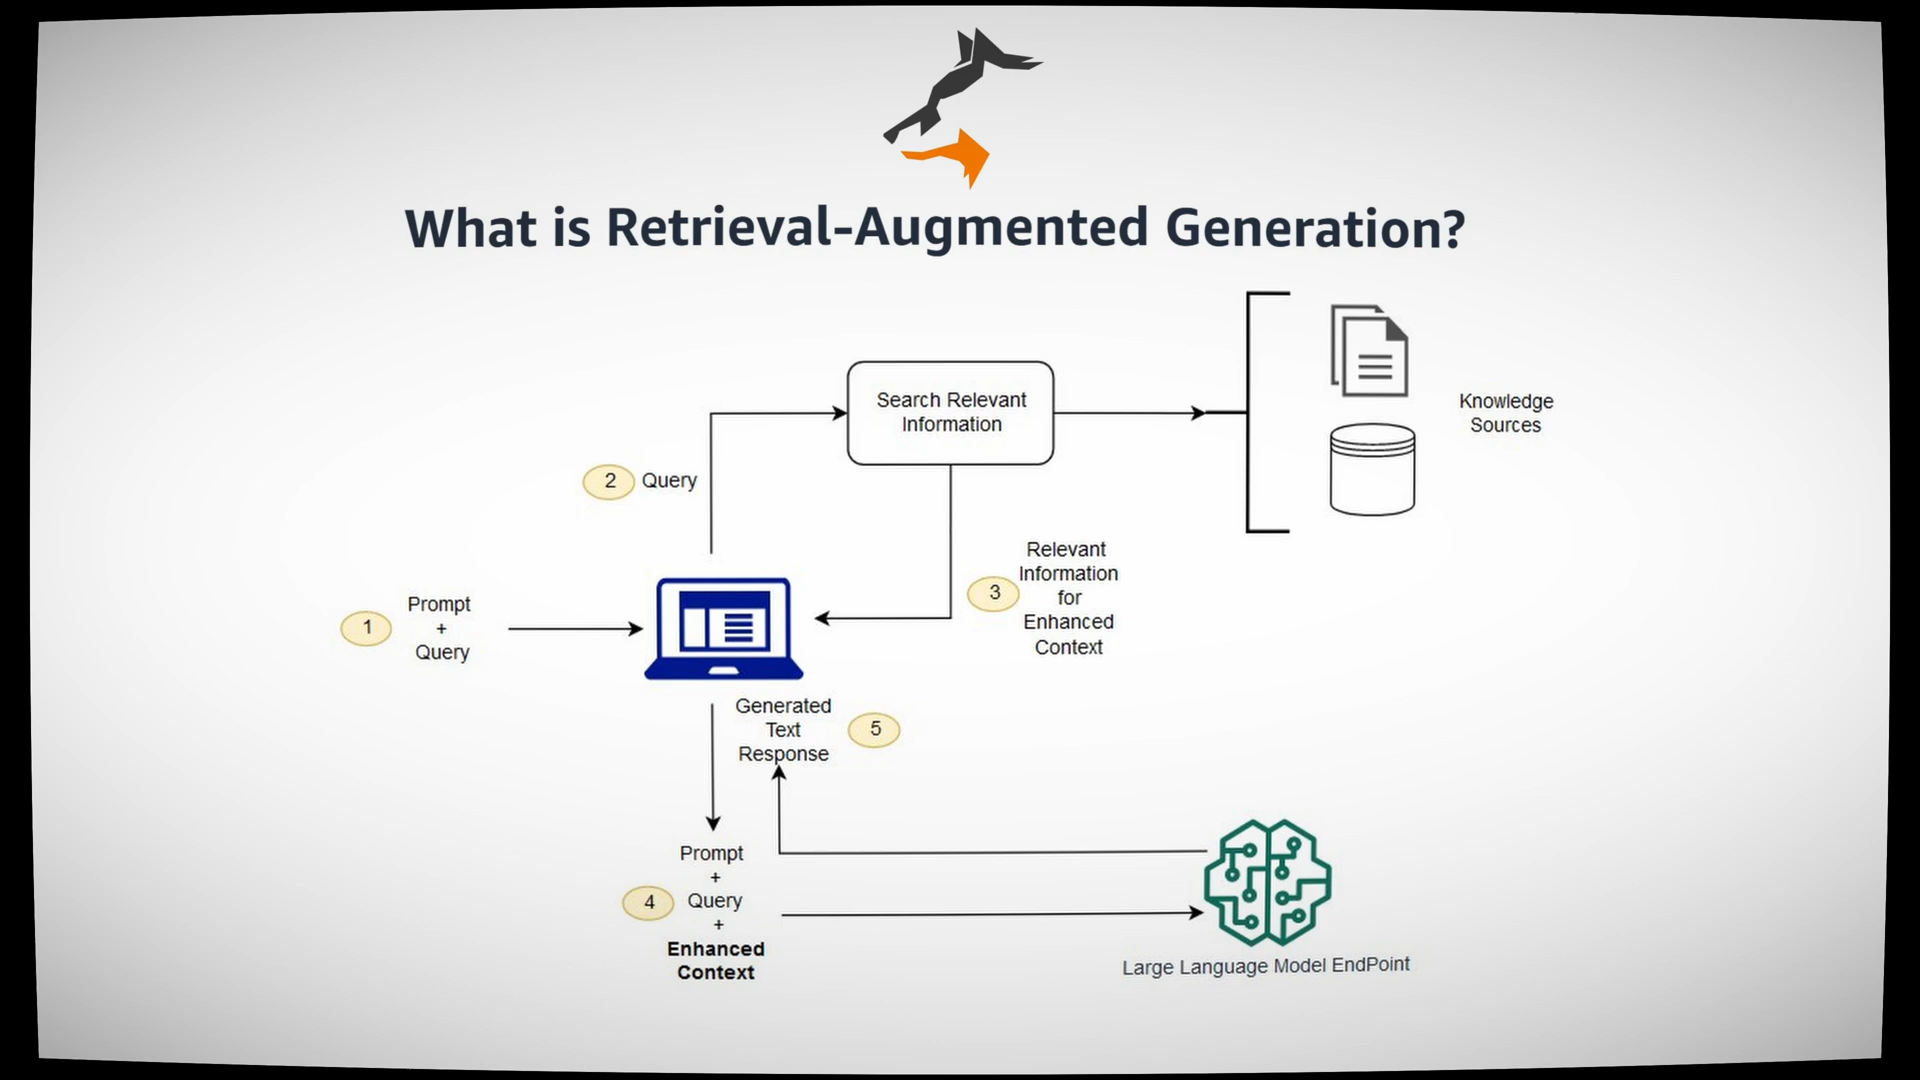 What is Retrieval-Augmented Generation?
Search Relevant
Information
Knowledge
Sources
2 Query
Relevant
Information
3
for
Enhanced
Context
1
Prompt
+
Query
Generated
Text
Response
5
Prompt
+
4 Query
+
Enhanced
Context
Large Language Model EndPoint